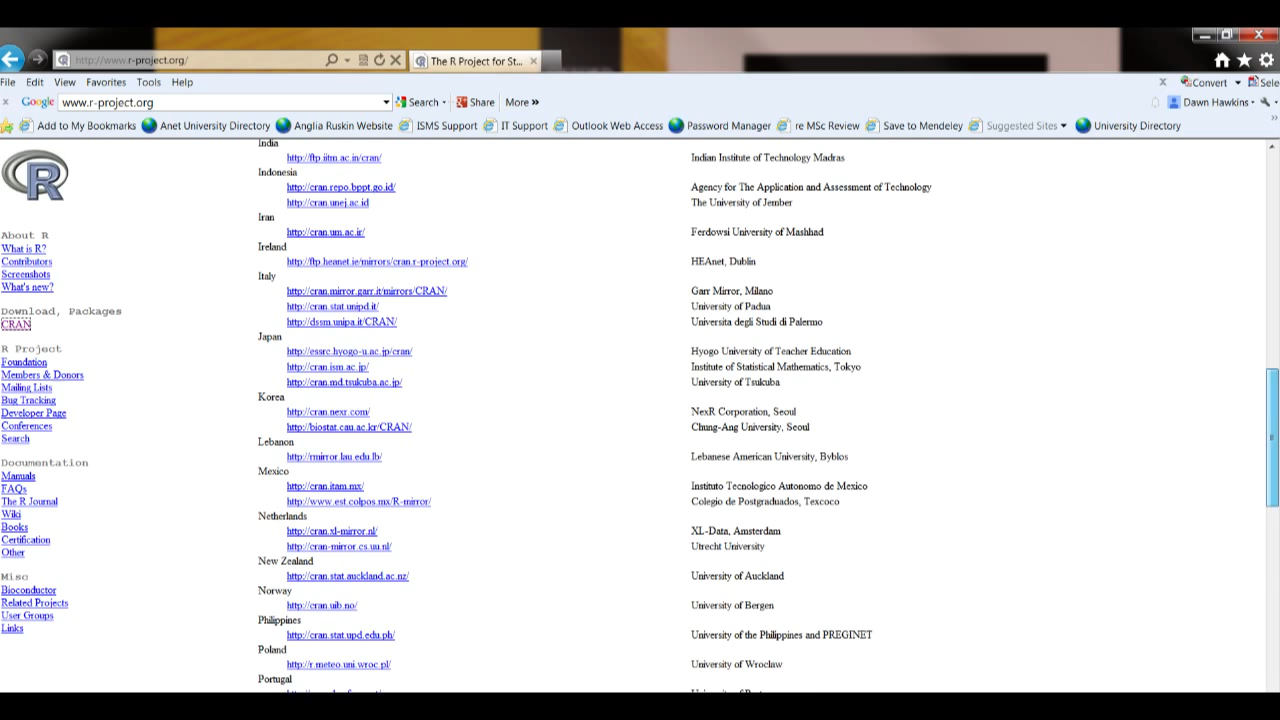 http://www.r-project.org/
The R Project for St...
File Edit View Favorites Tools Help
Convert Sele
Google www.r-project.org Search Share More » Dawn Hawkins
Add to My Bookmarks Anet University Directory Anglia Ruskin Website ISMS Support IT Support Outlook Web Access Password Manager re MSc Review Save to Mendeley Suggested Sites University Directory
R
About R
What is R?
Contributors
Screenshots
What's new?
Download, Packages
CRAN
R Project
Foundation
Members & Donors
Mailing Lists
Bug Tracking
Developer Page
Conferences
Search
Documentation
Manuals
FAQs
The R Journal
Wiki
Books
Certification
Other
Misc
Bioconductor
Related Projects
User Groups
Links
India
http://ftp.iitm.ac.in/cran/ Indian Institute of Technology Madras
Indonesia
http://cran.repo.bppt.go.id/ Agency for The Application and Assessment of Technology
http://cran.unej.ac.id The University of Jember
Iran
http://cran.um.ac.ir/ Ferdowsi University of Mashhad
Ireland
http://ftp.heanet.ie/mirrors/cran.r-project.org/ HEAnet, Dublin
Italy
http://cran.mirror.garr.it/mirrors/CRAN/ Garr Mirror, Milano
http://cran.stat.unipd.it/ University of Padua
http://dssm.unipa.it/CRAN/ Universita degli Studi di Palermo
Japan
http://essrc.hyogo-u.ac.jp/cran/ Hyogo University of Teacher Education
http://cran.ism.ac.jp/ Institute of Statistical Mathematics, Tokyo
http://cran.md.tsukuba.ac.jp/ University of Tsukuba
Korea
http://cran.nexr.com/ NexR Corporation, Seoul
http://biostat.cau.ac.kr/CRAN/ Chung-Ang University, Seoul
Lebanon
http://rmirror.lau.edu.lb/ Lebanese American University, Byblos
Mexico
http://cran.itam.mx/ Instituto Tecnologico Autonomo de Mexico
http://www.est.colpos.mx/R-mirror/ Colegio de Postgraduados, Texcoco
Netherlands
http://cran.xl-mirror.nl/ XL-Data, Amsterdam
http://cran-mirror.cs.uu.nl/ Utrecht University
New Zealand
http://cran.stat.auckland.ac.nz/ University of Auckland
Norway
http://cran.uib.no/ University of Bergen
Philippines
http://cran.stat.upd.edu.ph/ University of the Philippines and PREGINET
Poland
http://r.meteo.uni.wroc.pl/ University of Wroclaw
Portugal